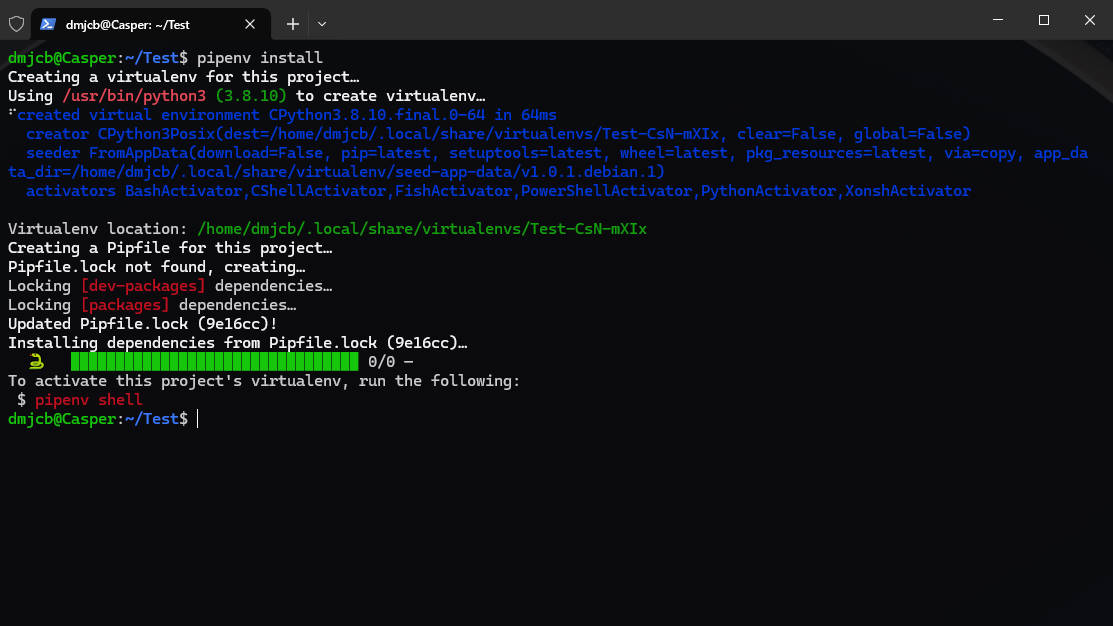 dmjcb@Casper: ~/Test
dmjcb@Casper:~/Test$ pipenv install
Creating a virtualenv for this project…
Using /usr/bin/python3 (3.8.10) to create virtualenv…
⠋created virtual environment CPython3.8.10.final.0-64 in 64ms
  creator CPython3Posix(dest=/home/dmjcb/.local/share/virtualenvs/Test-CsN-mXIx, clear=False, global=False)
  seeder FromAppData(download=False, pip=latest, setuptools=latest, wheel=latest, pkg_resources=latest, via=copy, app_da
ta_dir=/home/dmjcb/.local/share/virtualenv/seed-app-data/v1.0.1.debian.1)
  activators BashActivator,CShellActivator,FishActivator,PowerShellActivator,PythonActivator,XonshActivator
Virtualenv location: /home/dmjcb/.local/share/virtualenvs/Test-CsN-mXIx
Creating a Pipfile for this project…
Pipfile.lock not found, creating…
Locking [dev-packages] dependencies…
Locking [packages] dependencies…
Updated Pipfile.lock (9e16cc)!
Installing dependencies from Pipfile.lock (9e16cc)…
0/0 —
To activate this project's virtualenv, run the following:
 $ pipenv shell
dmjcb@Casper:~/Test$